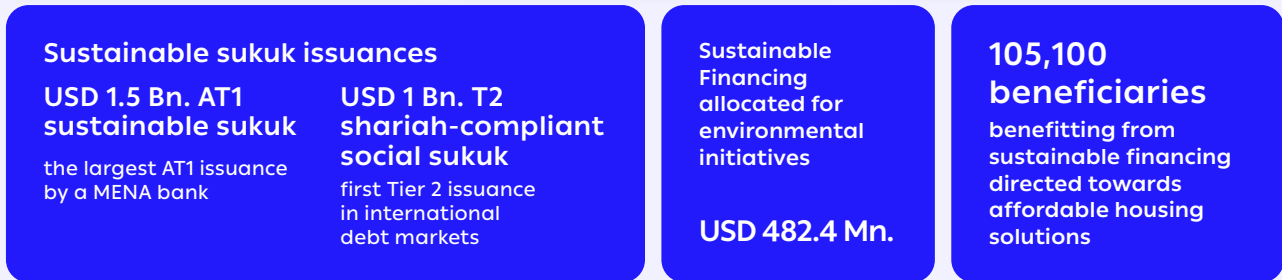 Sustainable sukuk issuances
USD 1.5 Bn. AT1
sustainable sukuk
the largest AT1 issuance
by a MENA bank
USD 1 Bn. T2
shariah-compliant
social sukuk
first Tier 2 issuance
in international
debt markets
Sustainable
Financing
allocated for
environmental
initiatives
USD 482.4 Mn.
105,100
beneficiaries
benefitting from
sustainable financing
directed towards
affordable housing
solutions